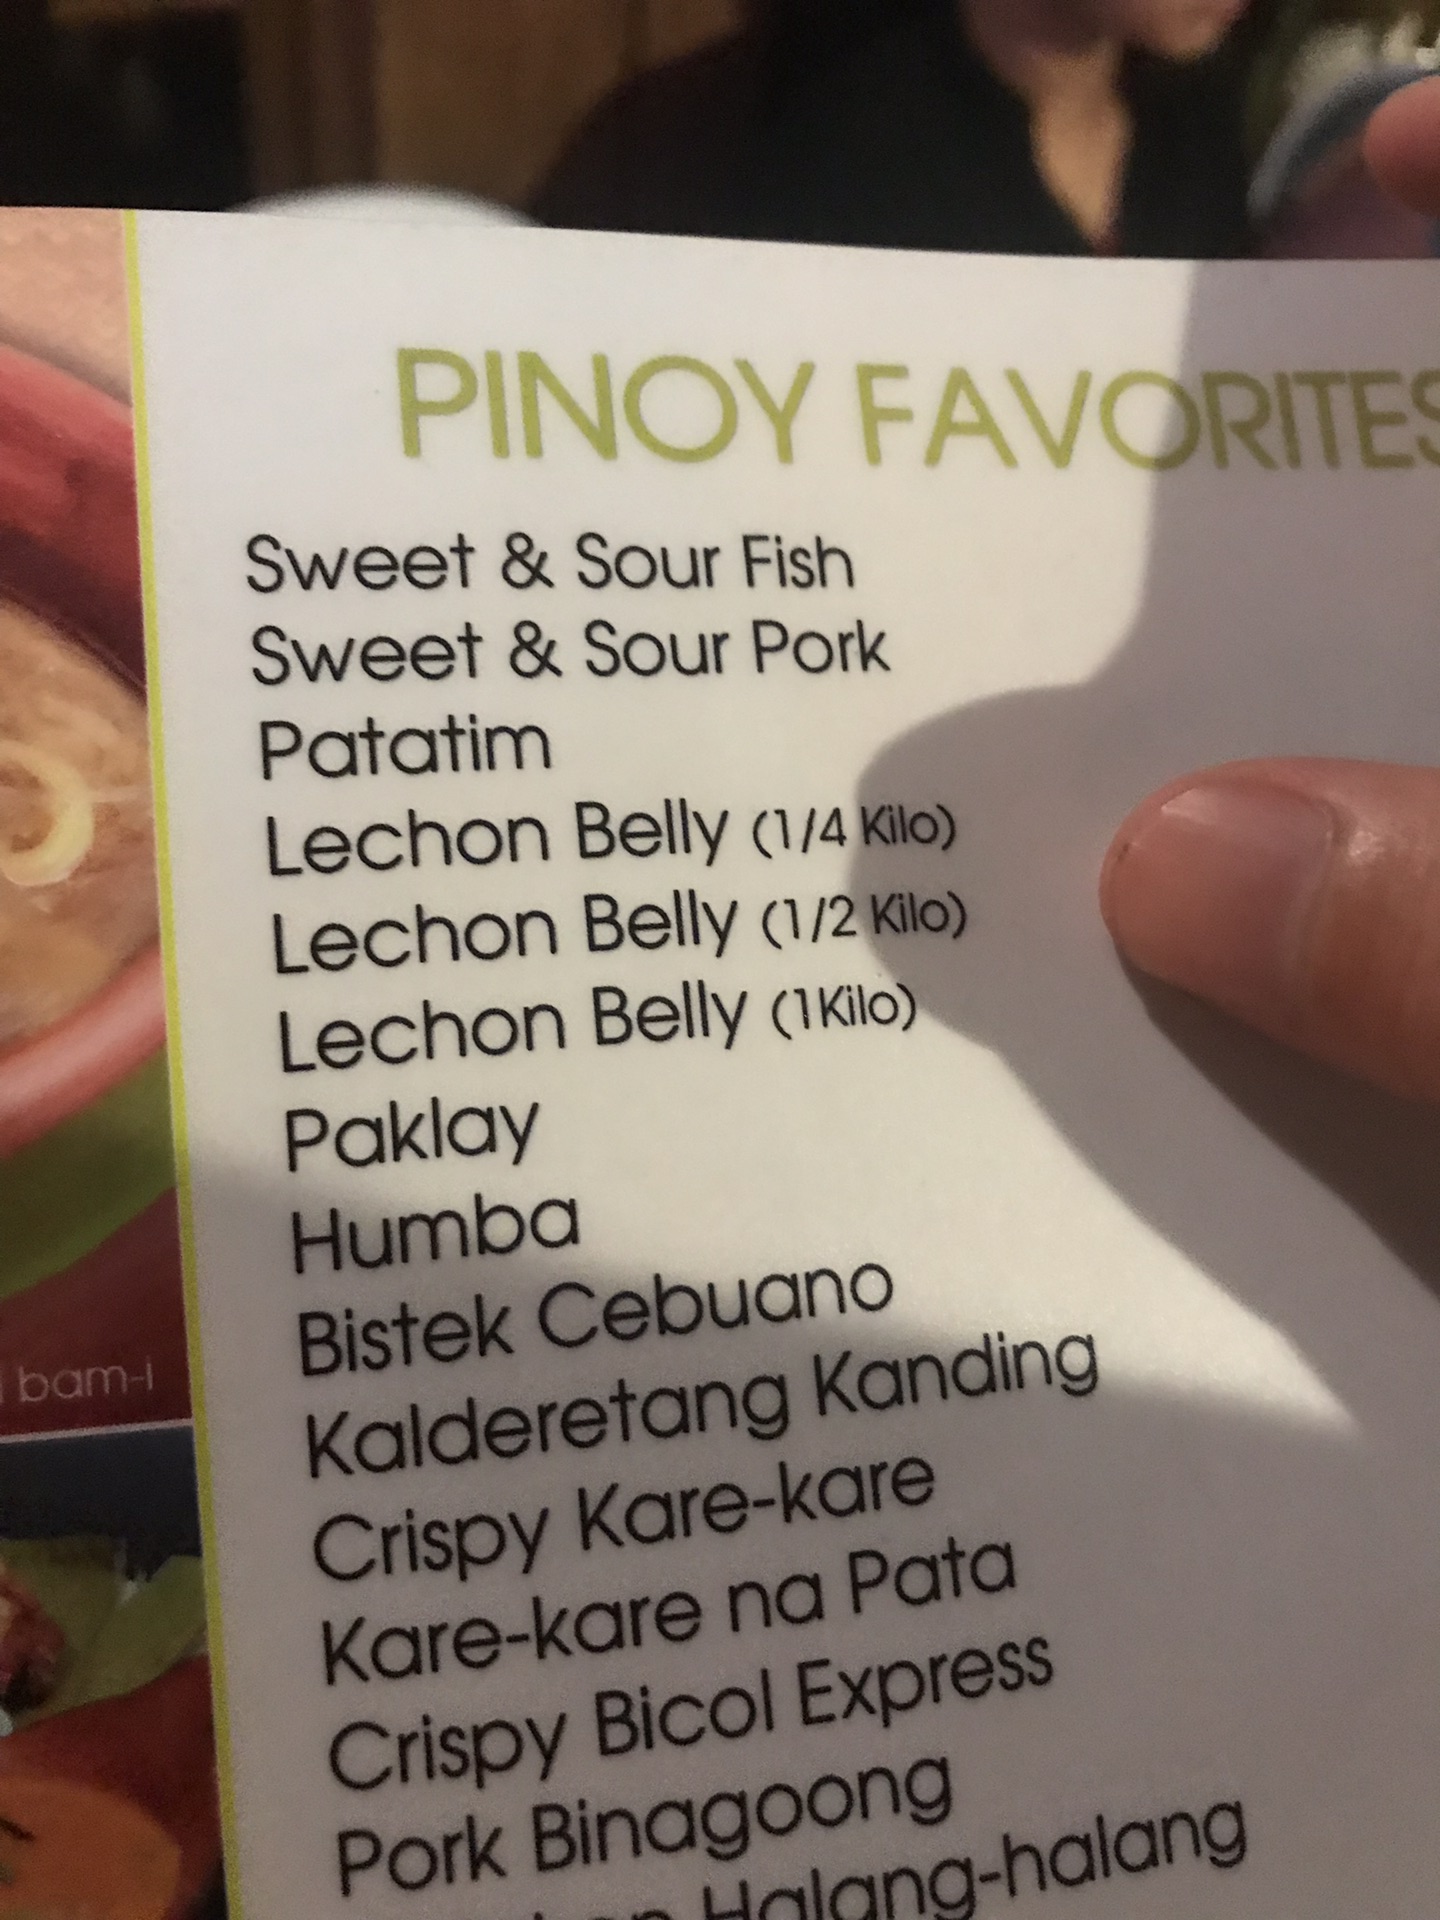 PINOY FAVORITES
Sweet & Sour Fish
Sweet & Sour Pork
Patatim
Lechon Belly (1/4 Kilo)
Lechon Belly (1/2 Kilo)
Lechon Belly (1 Kilo)
Paklay
Humba
Bistek Cebuano
Kalderetang Kanding
Crispy Kare-kare
Kare-kare na Pata
Crispy Bicol Express
Pork Binagoong
Halang-halang
bam-i